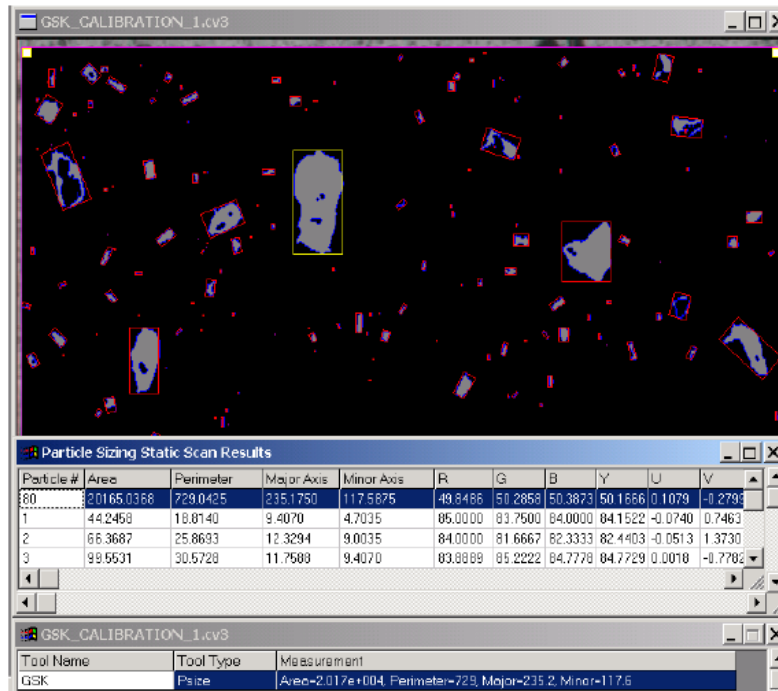 GSK_CALIBRATION_1.cv3
Particle Sizing Static Scan Results
Particle # Area Perimeter Major Axis Minor Axis R G B Y U V
80 20165.0368 729.0425 235.1750 117.5875 49.8486 50.2858 50.3873 50.1666 0.1079 -0.2799
1 44.2458 18.8140 9.4070 4.7035 85.0000 83.7500 84.0000 84.1522 -0.0740 0.7463
2 66.3687 25.8693 12.3294 9.0035 84.0000 81.6667 82.3333 82.4403 -0.0513 1.3730
3 99.5531 30.5728 11.7588 9.4070 83.8889 85.2222 84.7778 84.7729 0.0018 -0.7782
GSK_CALIBRATION_1.cv3
Tool Name Tool Type Measurement
GSK Psize Area=2.017e+004, Perimeter=729, Major=235.2, Minor=117.6